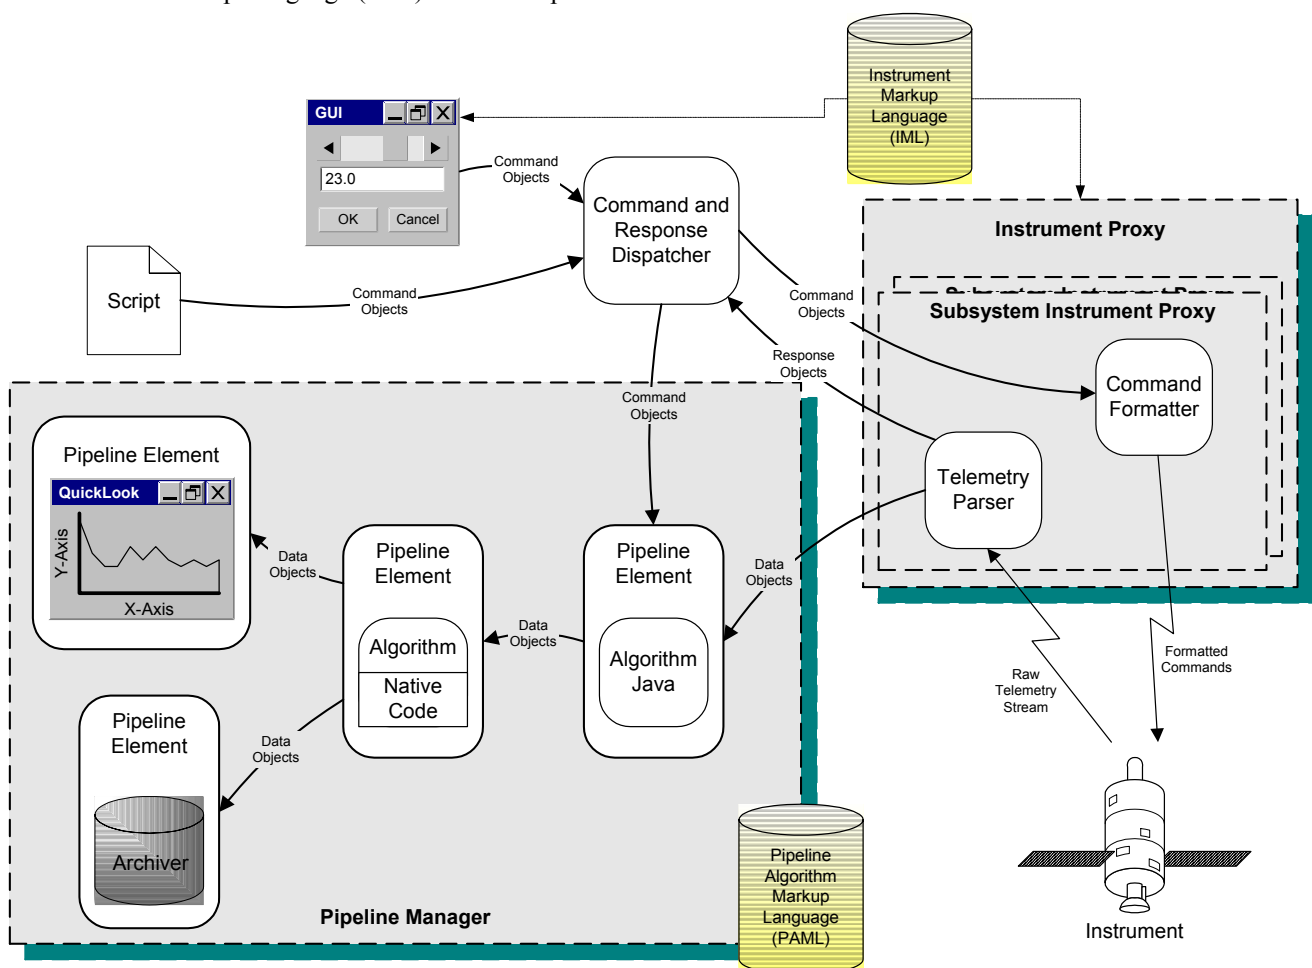 Instrument
Markup
Language
(IML)
GUI
23.0
OK
Cancel
Command
Objects
Command and
Response
Dispatcher
Instrument Proxy
Script
Command
Objects
Command
Objects
Subsystem Instrument Proxy
Subsystem Instrument Proxy
Response
Objects
Command
Formatter
Command
Objects
Pipeline Element
QuickLook
Y-Axis
X-Axis
Telemetry
Parser
Data
Objects
Pipeline
Element
Algorithm
Native
Code
Data
Objects
Pipeline
Element
Algorithm
Java
Data
Objects
Formatted
Commands
Raw
Telemetry
Stream
Pipeline
Element
Archiver
Data
Objects
Pipeline Manager
Pipeline
Algorithm
Markup
Language
(PAML)
Instrument